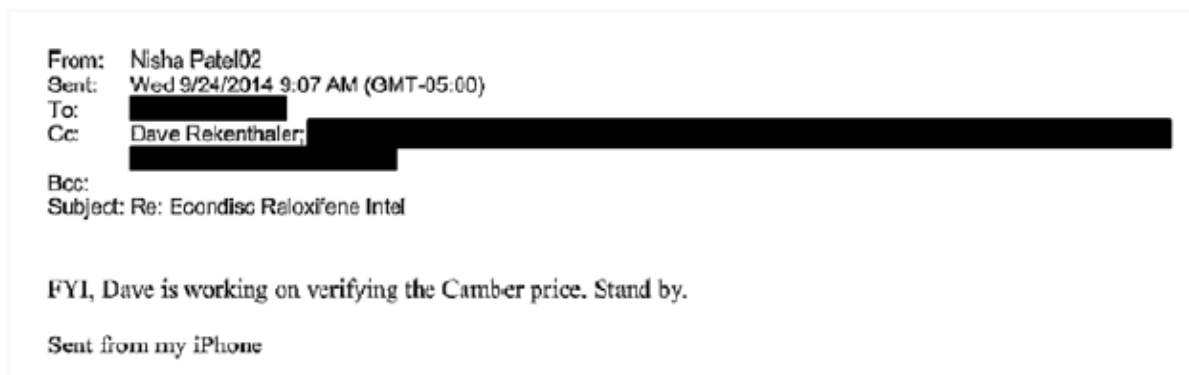 From: Nisha Patel02
Sent: Wed 9/24/2014 9:07 AM (GMT-05:00)
To:
Cc: Dave Rekenthaler;
Bcc:
Subject: Re: Econdisc Raloxifene Intel
FYI, Dave is working on verifying the Camber price. Stand by.
Sent from my iPhone